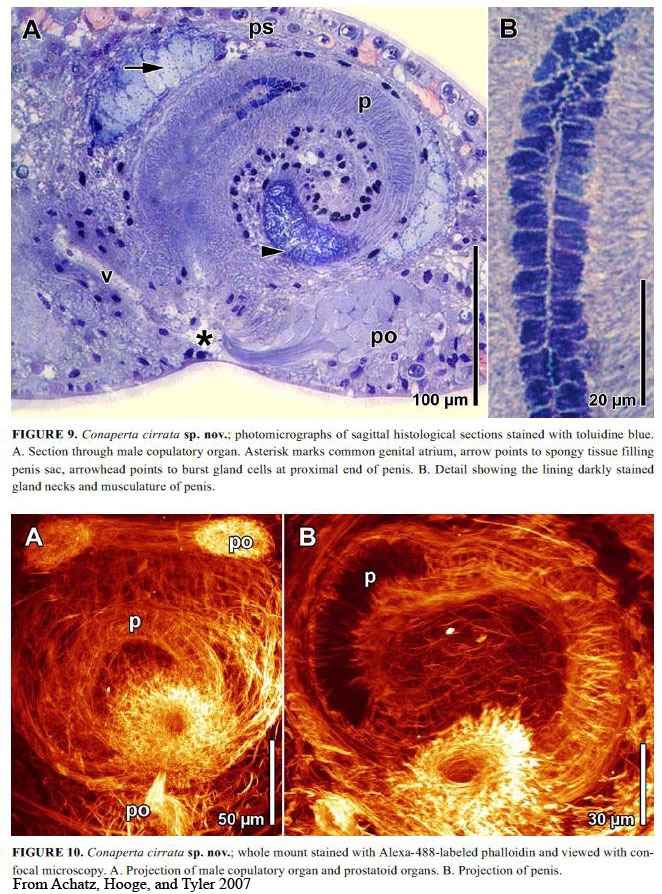 A
ps
B
p
v
*
po
100 µm
20 µm
FIGURE 9. Conaperta cirrata sp. nov.; photomicrographs of sagittal histological sections stained with toluidine blue.
A. Section through male copulatory organ. Asterisk marks common genital atrium, arrow points to spongy tissue filling
penis sac, arrowhead points to burst gland cells at proximal end of penis. B. Detail showing the lining darkly stained
gland necks and musculature of penis.
A
po
B
p
p
po
50 µm
30 µm
FIGURE 10. Conaperta cirrata sp. nov.; whole mount stained with Alexa-488-labeled phalloidin and viewed with con-
focal microscopy. A. Projection of male copulatory organ and prostatoid organs. B. Projection of penis.
From Achatz, Hooge, and Tyler 2007